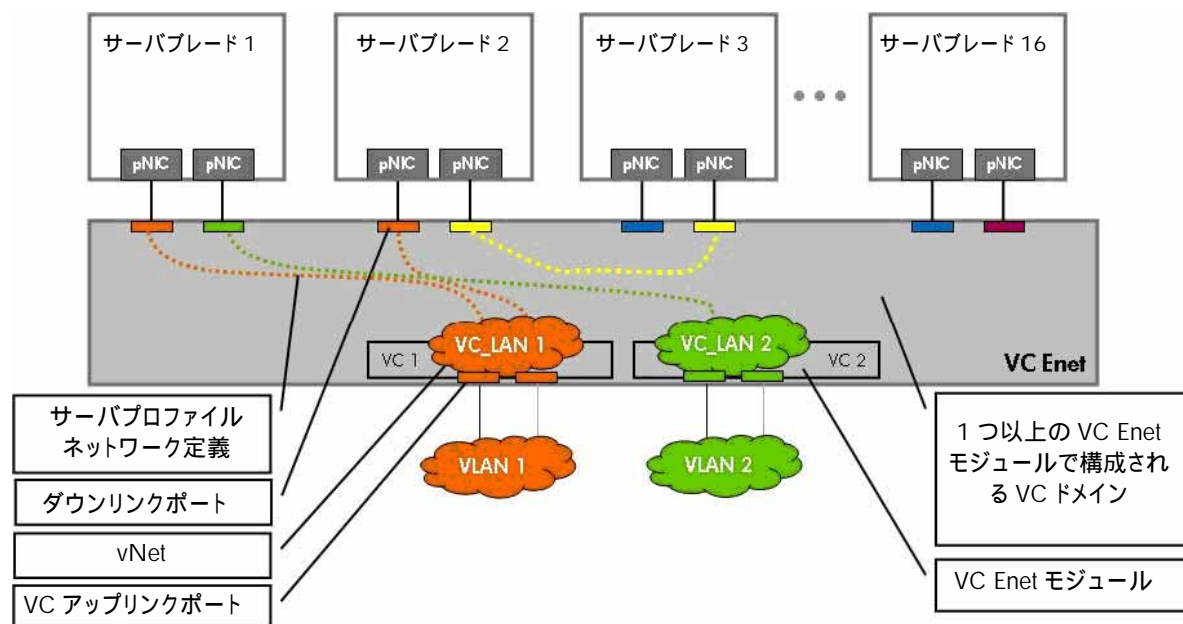 サーバブレード 1
サーバブレード 2
サーバブレード 3
サーバブレード 16
pNIC
pNIC
pNIC
pNIC
pNIC
pNIC
pNIC
pNIC
VC 1
VC_LAN 1
VC_LAN 2
VC 2
VC Enet
VLAN 1
VLAN 2
サーバプロファイル
ネットワーク定義
ダウンリンクポート
vNet
VC アップリンクポート
1 つ以上の VC Enet
モジュールで構成され
る VC ドメイン
VC Enet モジュール